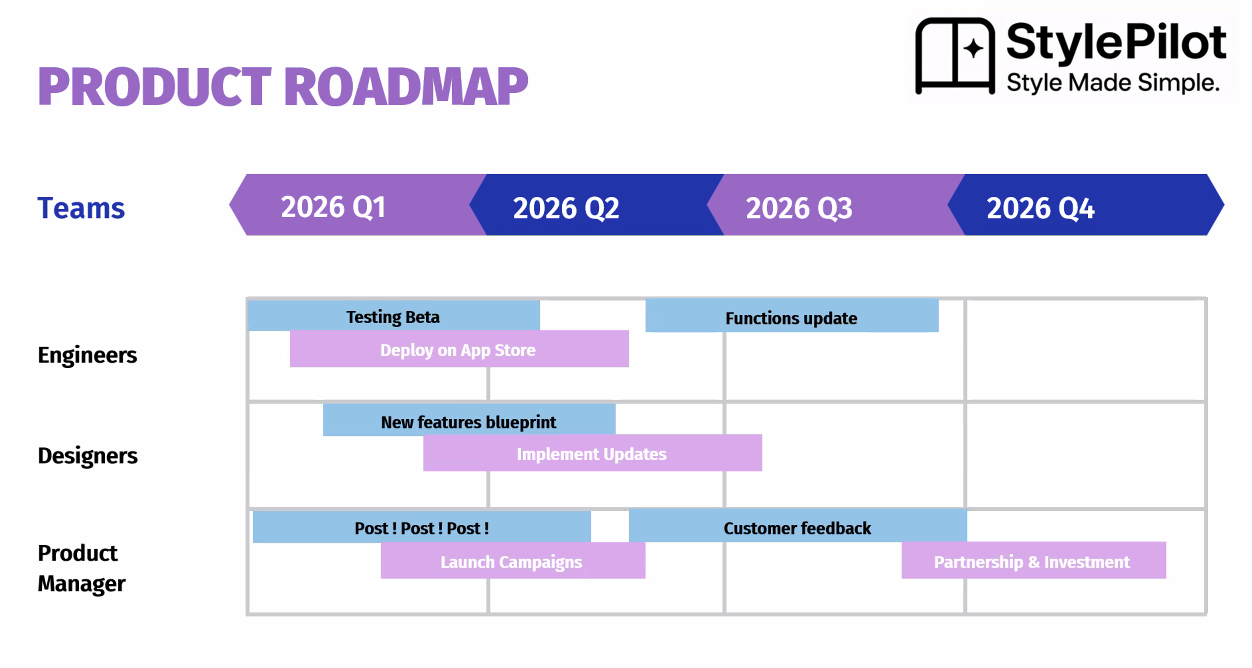 StylePilot
Style Made Simple.
PRODUCT ROADMAP
Teams
2026 Q1
2026 Q2
2026 Q3
2026 Q4
Engineers
Testing Beta
Functions update
Deploy on App Store
Designers
New features blueprint
Implement Updates
Product
Manager
Post ! Post ! Post !
Customer feedback
Launch Campaigns
Partnership & Investment